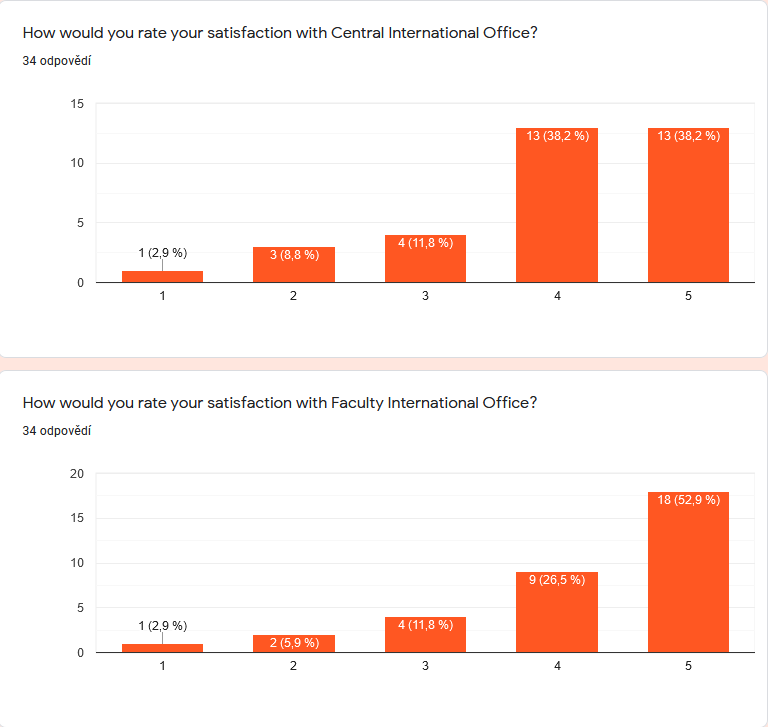 How would you rate your satisfaction with Central International Office?
34 odpovědí
15
10
5
0
1 (2,9 %)
3 (8,8 %)
4 (11,8 %)
13 (38,2 %)
13 (38,2 %)
1 2 3 4 5
How would you rate your satisfaction with Faculty International Office?
34 odpovědí
20
15
10
5
0
1 (2,9 %)
2 (5,9 %)
4 (11,8 %)
9 (26,5 %)
18 (52,9 %)
1 2 3 4 5